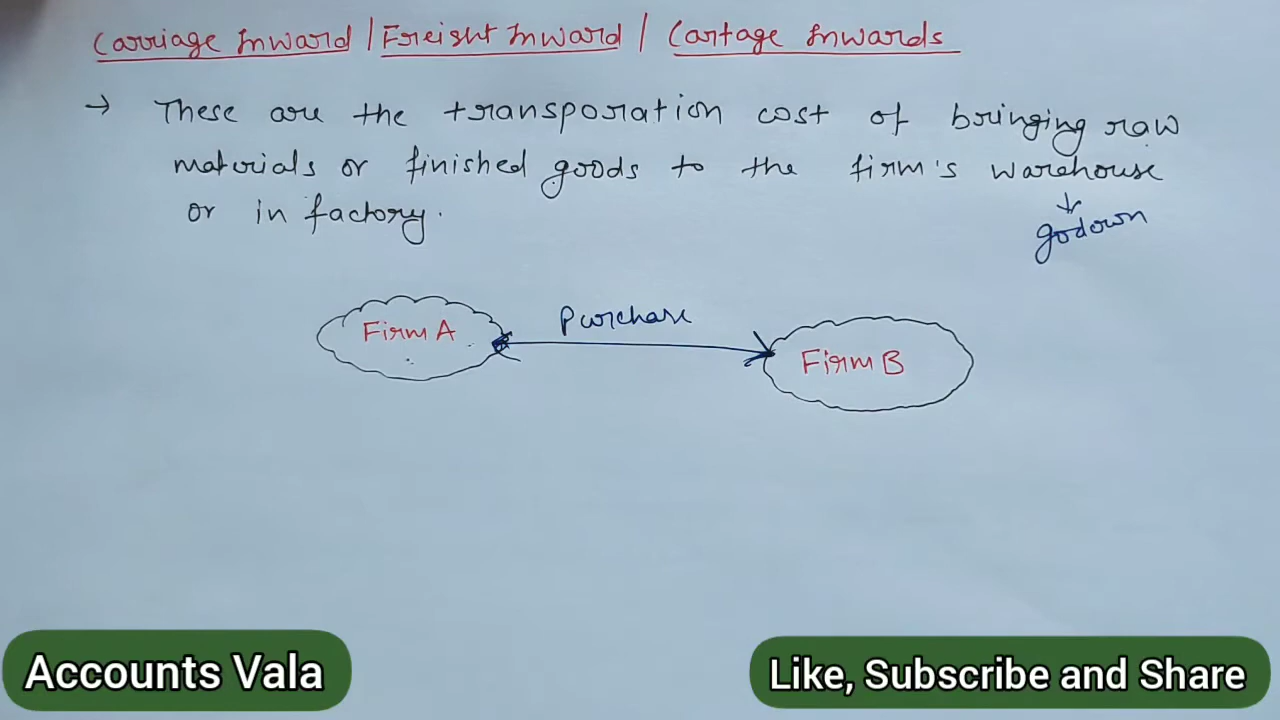 Carriage Inward / Freight Inward / Cartage Inwards
→ These are the transporation cost of bringing raw
materials or finished goods to the firm's warehouse
or in factory.
godown
Purchase
Firm A
Firm B
Accounts Vala
Like, Subscribe and Share